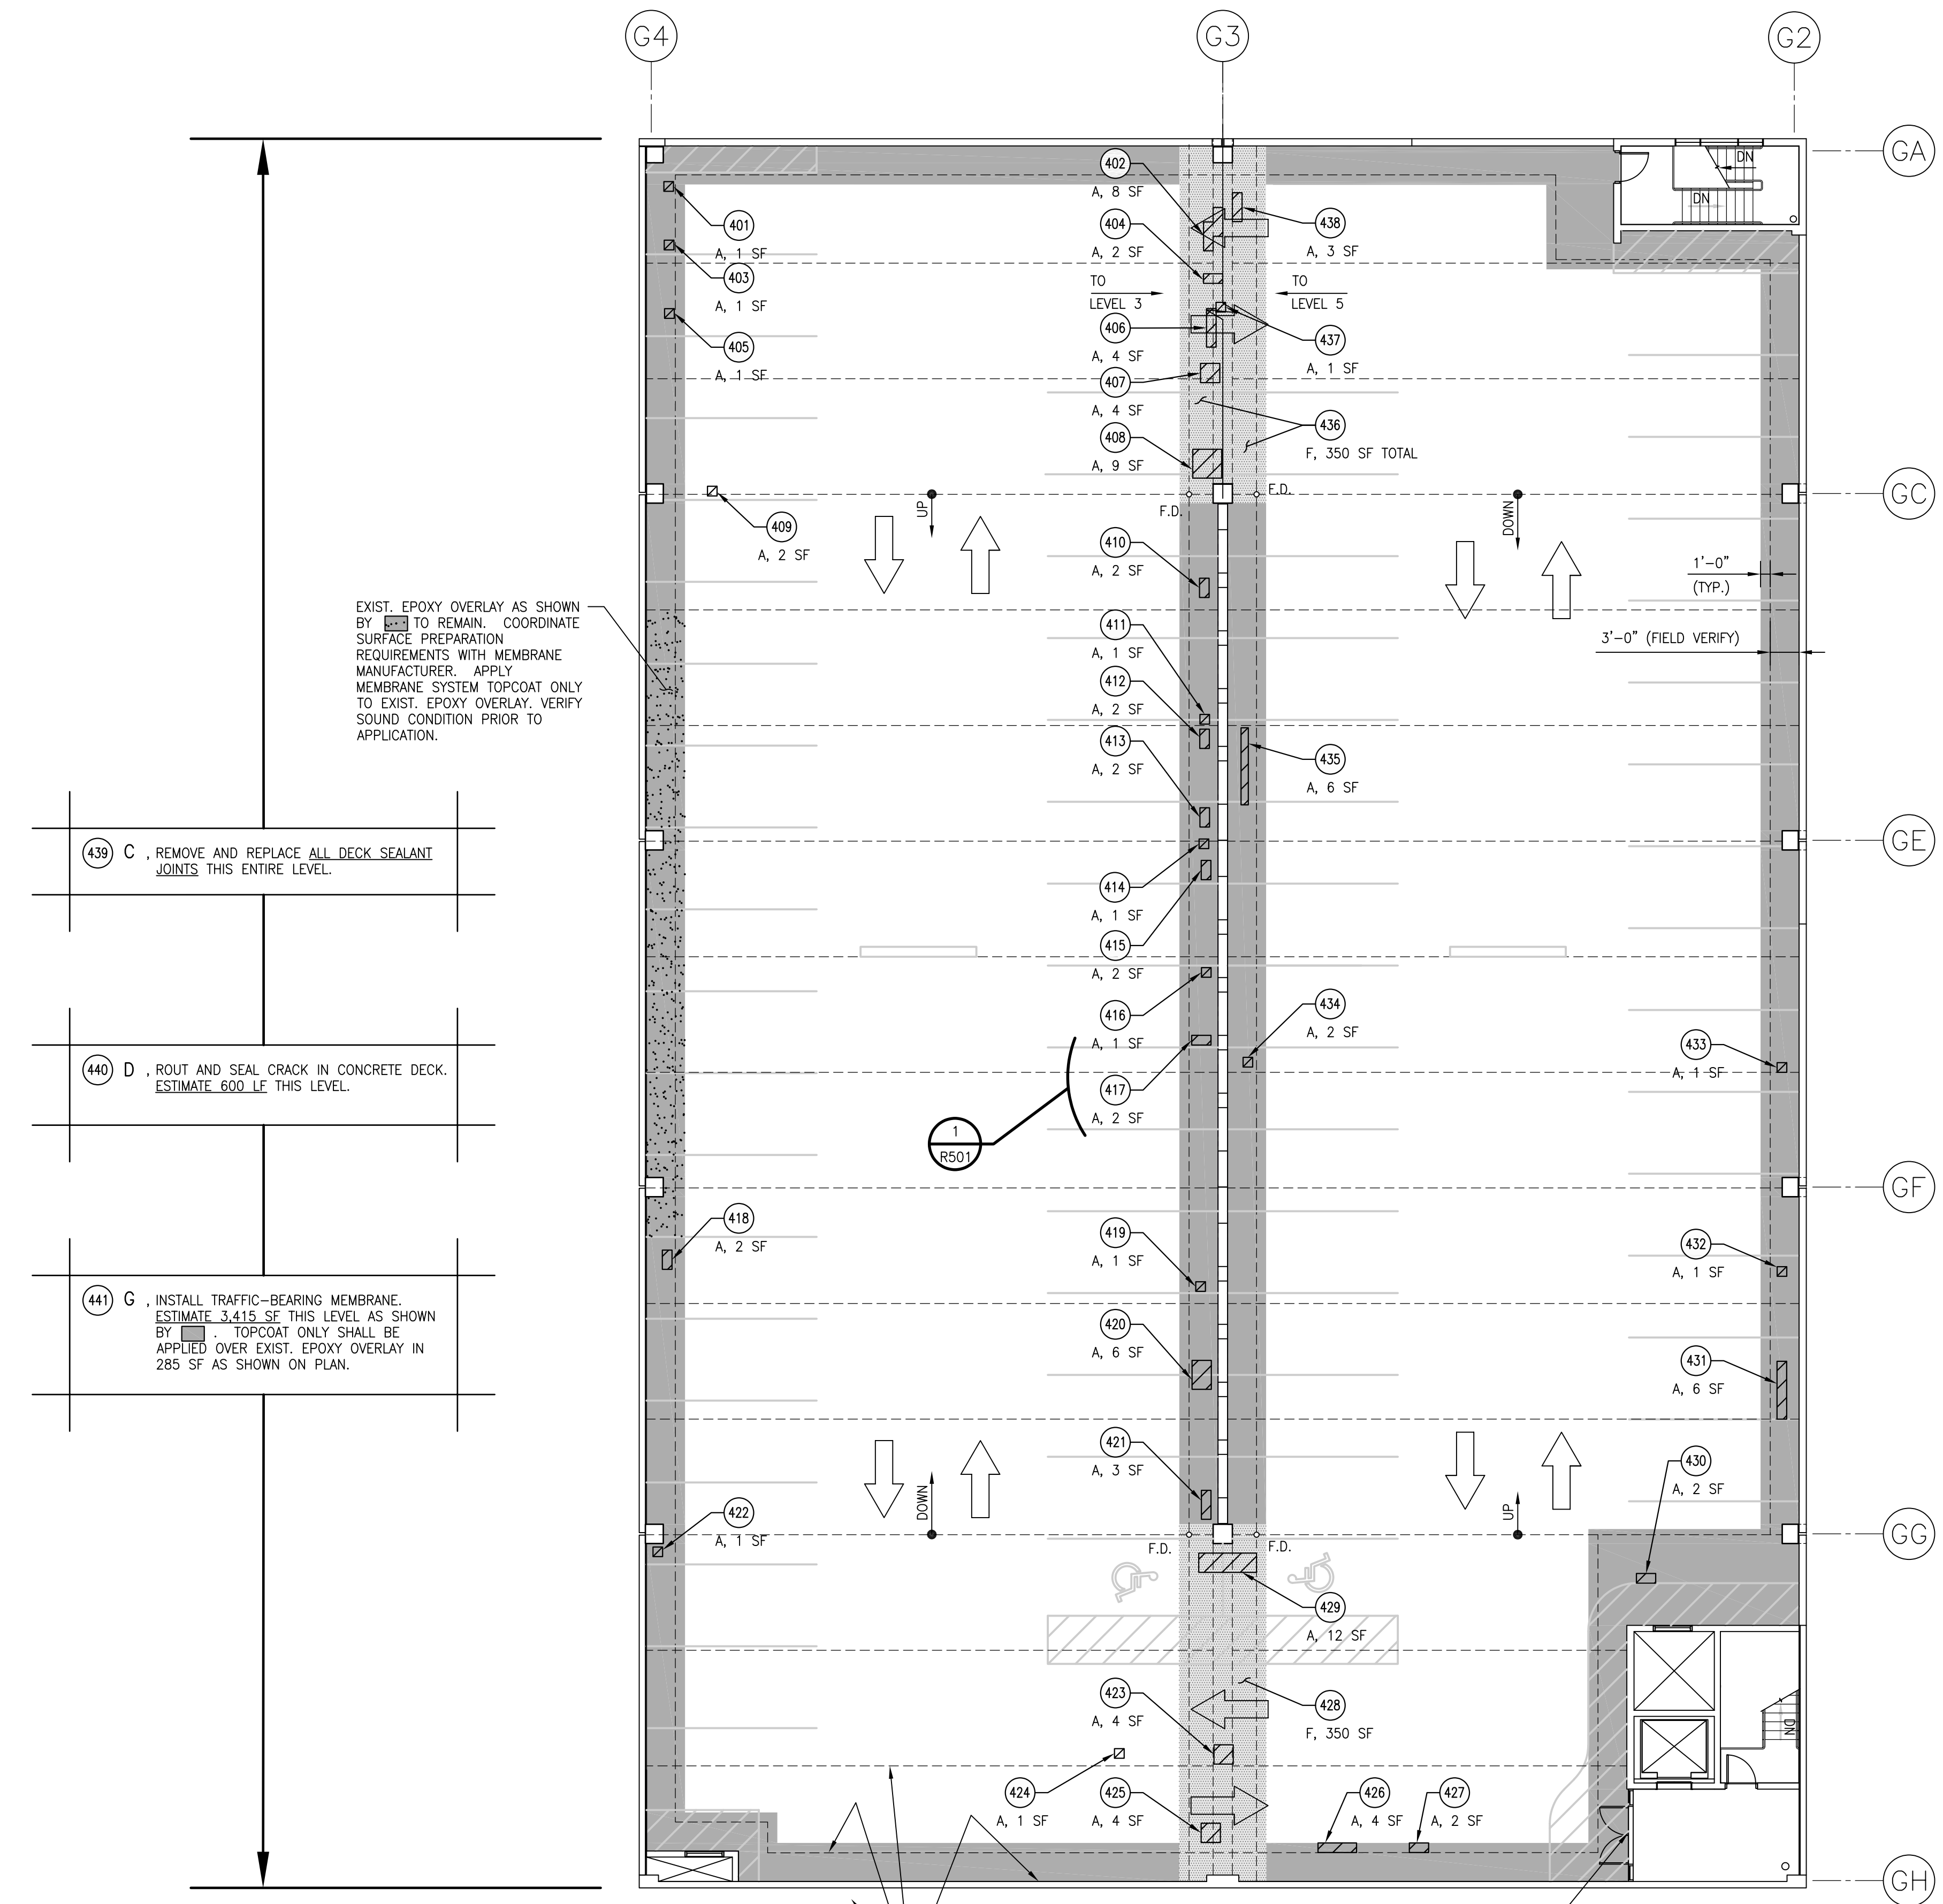 G4
G3
G2
GA
GC
GE
GF
GG
GH
402
A, 8 SF
404
A, 2 SF
438
A, 3 SF
401
A, 1 SF
403
A, 1 SF
405
A, 1 SF
TO
LEVEL 3
TO
LEVEL 5
406
A, 4 SF
407
A, 4 SF
408
A, 9 SF
437
A, 1 SF
436
F, 350 SF TOTAL
DN
DN
F.D.
F.D.
409
A, 2 SF
UP
DOWN
410
A, 2 SF
411
A, 1 SF
412
A, 2 SF
413
A, 2 SF
435
A, 6 SF
1'-0"
(TYP.)
3'-0" (FIELD VERIFY)
EXIST. EPOXY OVERLAY AS SHOWN
BY TO REMAIN. COORDINATE
SURFACE PREPARATION
REQUIREMENTS WITH MEMBRANE
MANUFACTURER. APPLY
MEMBRANE SYSTEM TOPCOAT ONLY
TO EXIST. EPOXY OVERLAY. VERIFY
SOUND CONDITION PRIOR TO
APPLICATION.
439 C , REMOVE AND REPLACE ALL DECK SEALANT
JOINTS THIS ENTIRE LEVEL.
440 D , ROUT AND SEAL CRACK IN CONCRETE DECK.
ESTIMATE 600 LF THIS LEVEL.
441 G , INSTALL TRAFFIC-BEARING MEMBRANE.
ESTIMATE 3,415 SF THIS LEVEL AS SHOWN
BY . TOPCOAT ONLY SHALL BE
APPLIED OVER EXIST. EPOXY OVERLAY IN
285 SF AS SHOWN ON PLAN.
414
A, 1 SF
415
A, 2 SF
416
A, 1 SF
417
A, 2 SF
434
A, 2 SF
433
A, 1 SF
1
R501
418
A, 2 SF
419
A, 1 SF
420
A, 6 SF
421
A, 3 SF
432
A, 1 SF
431
A, 6 SF
430
A, 2 SF
422
A, 1 SF
DOWN
UP
F.D.
F.D.
429
A, 12 SF
423
A, 4 SF
428
F, 350 SF
424
A, 1 SF
425
A, 4 SF
426
A, 4 SF
427
A, 2 SF
DN